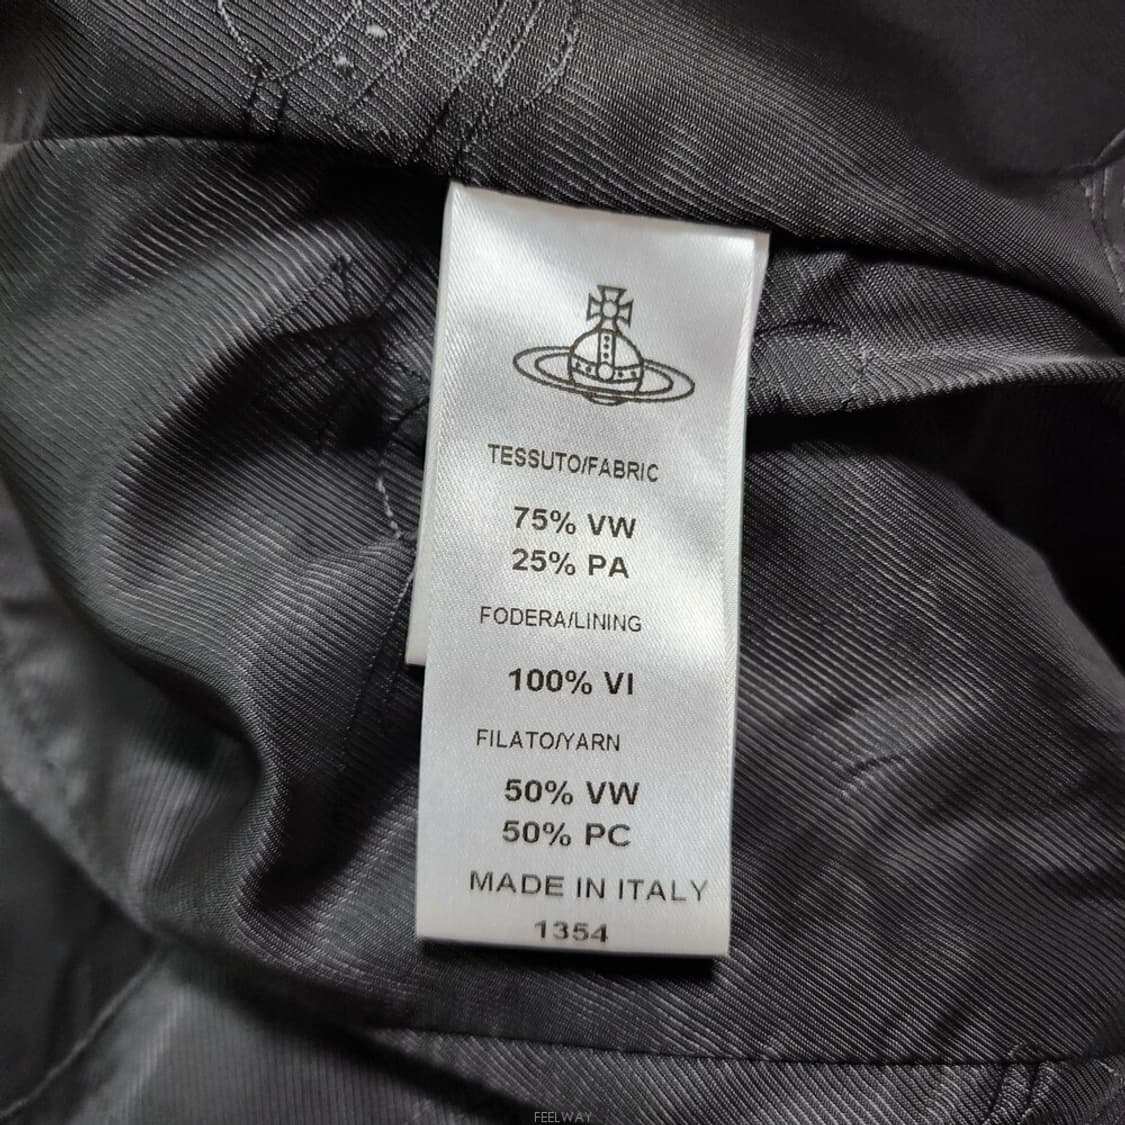 TESSUTO/FABRIC
75% VW
25% PA
FODERA/LINING
100% VI
FILATO/YARN
50% VW
50% PC
MADE IN ITALY
1354
FEELWAY